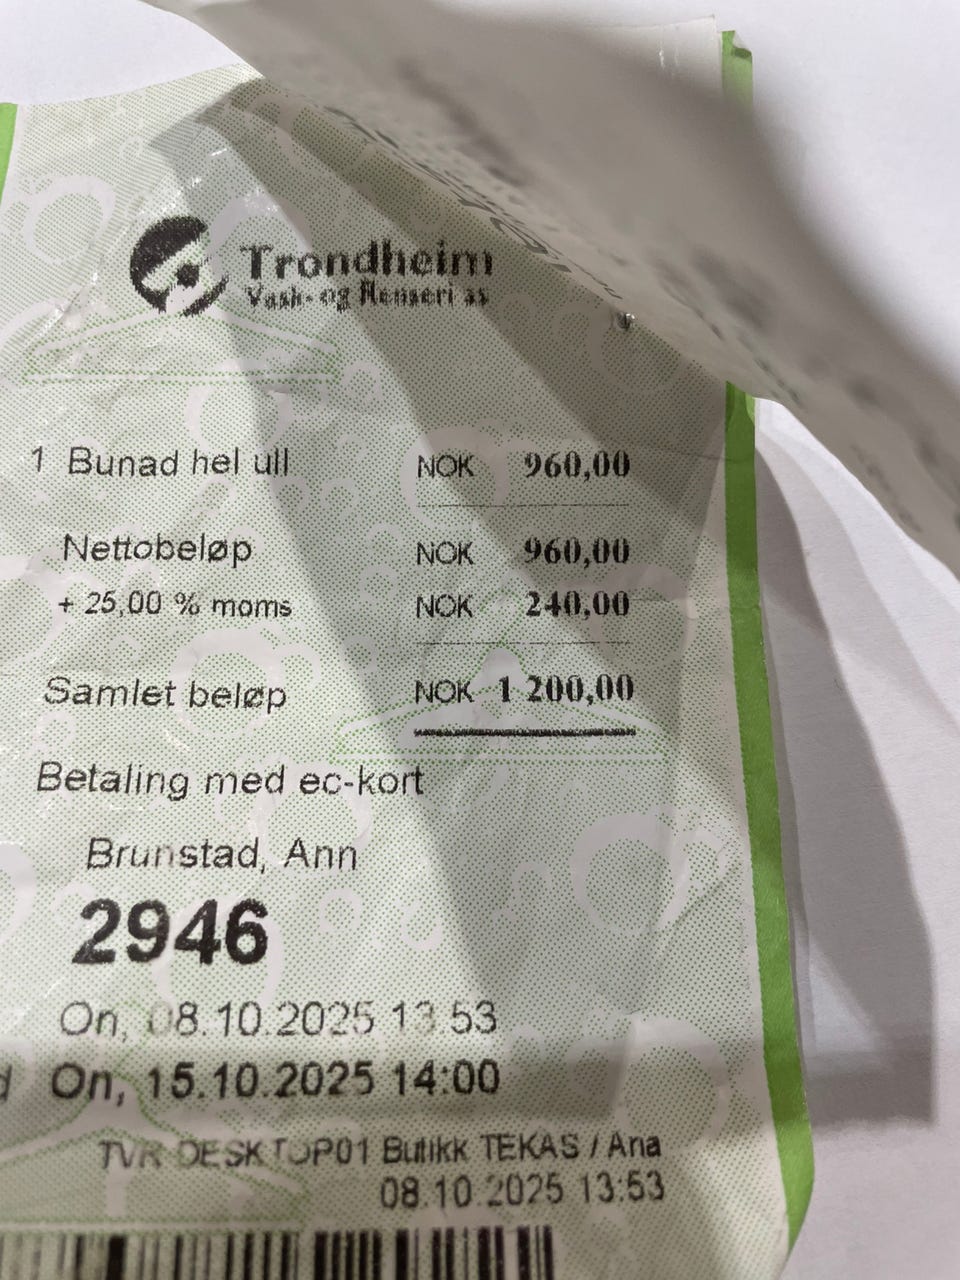 Trondheim
Vask- og Renseri as
1 Bunad hel ull NOK 960,00
Nettobeløp NOK 960,00
+ 25,00 % moms NOK 240,00
Samlet beløp NOK 1 200,00
Betaling med ec-kort
Brunstad, Ann
2946
On, 08.10.2025 13:53
d On, 15.10.2025 14:00
TVR DESKTOP01 Butikk TEKAS / Ana
08.10.2025 13:53